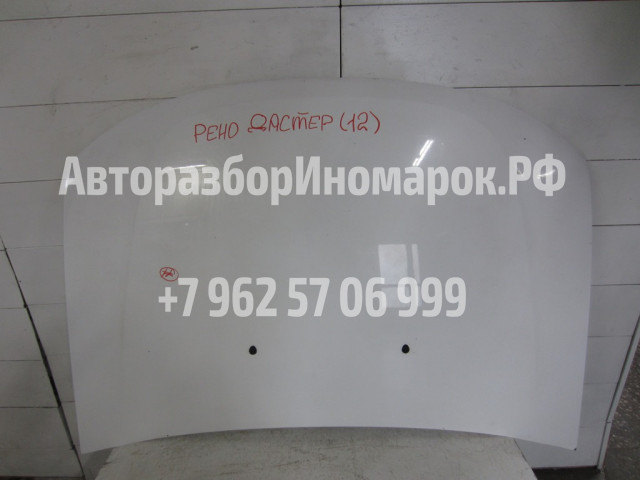 РЕНО ДАСТЕР (12)
АвторазборИномарок.РФ
+7 962 57 06 999